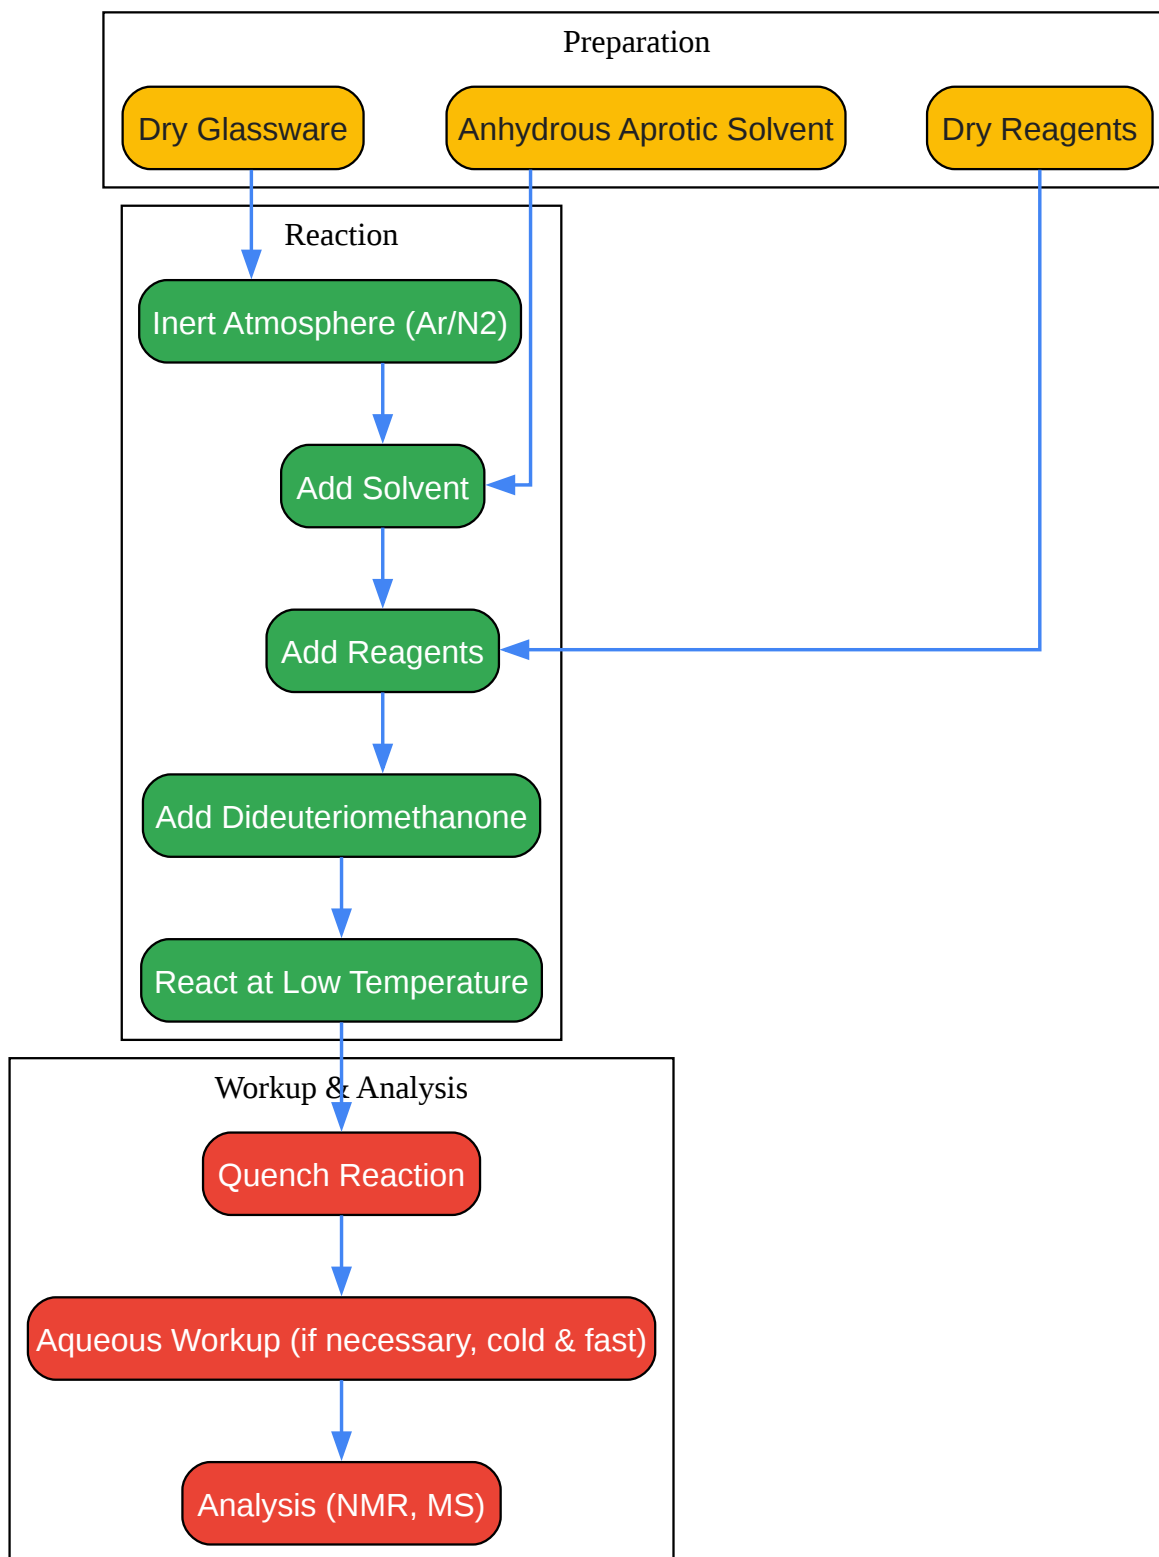 Preparation
Dry Glassware
Anhydrous Aprotic Solvent
Dry Reagents
Reaction
Inert Atmosphere (Ar/N2)
Add Solvent
Add Reagents
Add Dideuteriomethanone
React at Low Temperature
Workup & Analysis
Quench Reaction
Aqueous Workup (if necessary, cold & fast)
Analysis (NMR, MS)